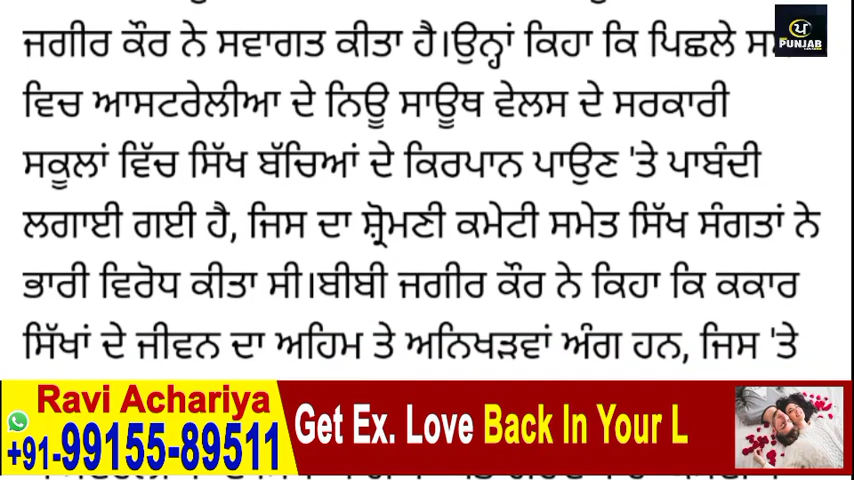 ਜਗੀਰ ਕੌਰ ਨੇ ਸਵਾਗਤ ਕੀਤਾ ਹੈ।ਉਨ੍ਹਾਂ ਕਿਹਾ ਕਿ ਪਿਛਲੇ
ਵਿਚ ਆਸਟਰੇਲੀਆ ਦੇ ਨਿਊ ਸਾਊਥ ਵੇਲਸ ਦੇ ਸਰਕਾਰੀ
ਸਕੂਲਾਂ ਵਿੱਚ ਸਿੱਖ ਬੱਚਿਆਂ ਦੇ ਕਿਰਪਾਨ ਪਾਉਣ 'ਤੇ ਪਾਬੰਦੀ
ਲਗਾਈ ਗਈ ਹੈ, ਜਿਸ ਦਾ ਸ਼੍ਰੋਮਣੀ ਕਮੇਟੀ ਸਮੇਤ ਸਿੱਖ ਸੰਗਤਾਂ ਨੇ
ਭਾਰੀ ਵਿਰੋਧ ਕੀਤਾ ਸੀ।ਬੀਬੀ ਜਗੀਰ ਕੌਰ ਨੇ ਕਿਹਾ ਕਿ ਕਕਾਰ
ਸਿੱਖਾਂ ਦੇ ਜੀਵਨ ਦਾ ਅਹਿਮ ਤੇ ਅਨਿਖੜਵਾਂ ਅੰਗ ਹਨ, ਜਿਸ 'ਤੇ
ਪ
PUNJAB
Ravi Achariya
+91-99155-89511
Get Ex. Love Back In Your L